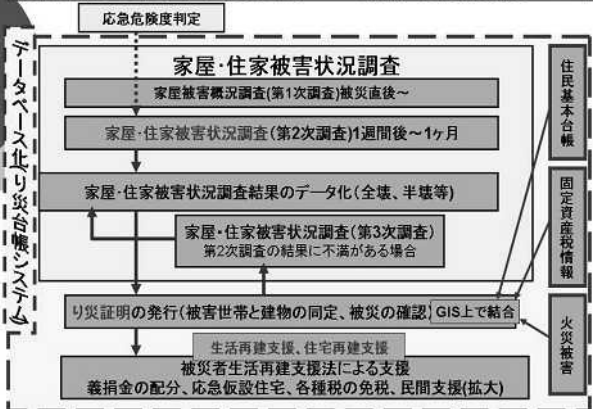 応急危険度判定
データベース化(り災台帳システム)
家屋・住家被害状況調査
家屋被害概況調査(第1次調査)被災直後~
家屋・住家被害状況調査(第2次調査)1週間後~1ヶ月
家屋・住家被害状況調査結果のデータ化(全壊、半壊等)
家屋・住家被害状況調査(第3次調査)
第2次調査の結果に不満がある場合
り災証明の発行(被害世帯と建物の同定、被災の確認)
GIS上で結合
生活再建支援、住宅再建支援
被災者生活再建支援法による支援
義捐金の配分、応急仮設住宅、各種税の免税、民間支援(拡大)
住民基本台帳
固定資産税情報
火災被害